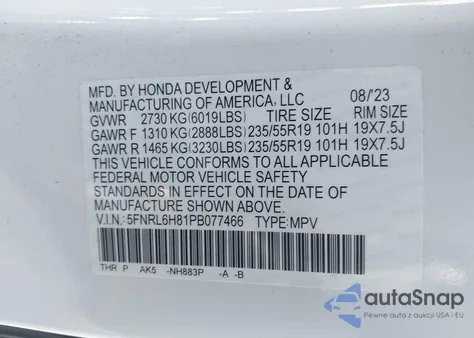 MFD. BY HONDA DEVELOPMENT &
MANUFACTURING OF AMERICA, LLC 08/'23
GVWR 2730 KG(6019LBS) TIRE SIZE RIM SIZE
GAWR F 1310 KG(2888LBS) 235/55R19 101H 19X7.5J
GAWR R 1465 KG(3230LBS) 235/55R19 101H 19X7.5J
THIS VEHICLE CONFORMS TO ALL APPLICABLE
FEDERAL MOTOR VEHICLE SAFETY
STANDARDS IN EFFECT ON THE DATE OF
MANUFACTURE SHOWN ABOVE.
V.I.N.: 5FNRL6H81PB077466 TYPE:MPV
THR P AK5 -NH883P -A -B
autoSnap
Pewne auto z aukcji USA i EU